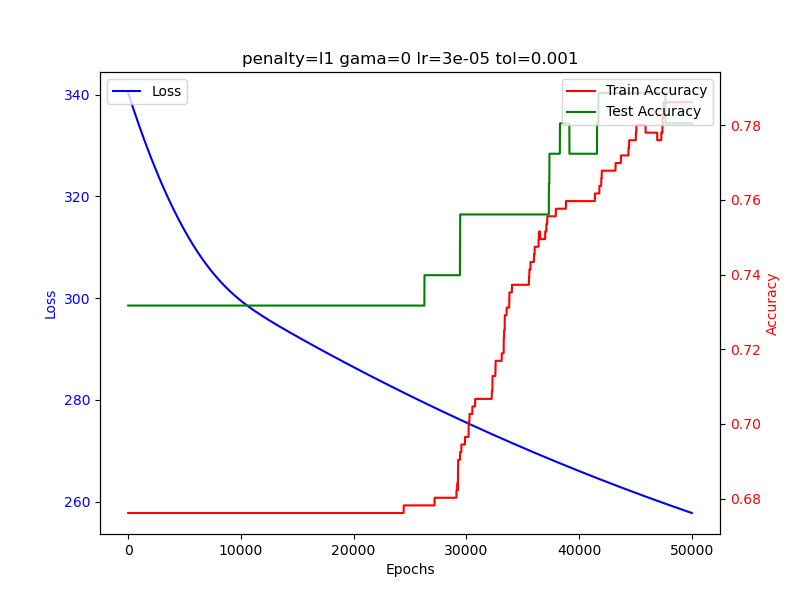 penalty=l1 gama=0 lr=3e-05 tol=0.001
Loss
Train Accuracy
Test Accuracy
340
320
300
280
260
Loss
0.78
0.76
0.74
0.72
0.70
0.68
Accuracy
0
10000
20000
30000
40000
50000
Epochs